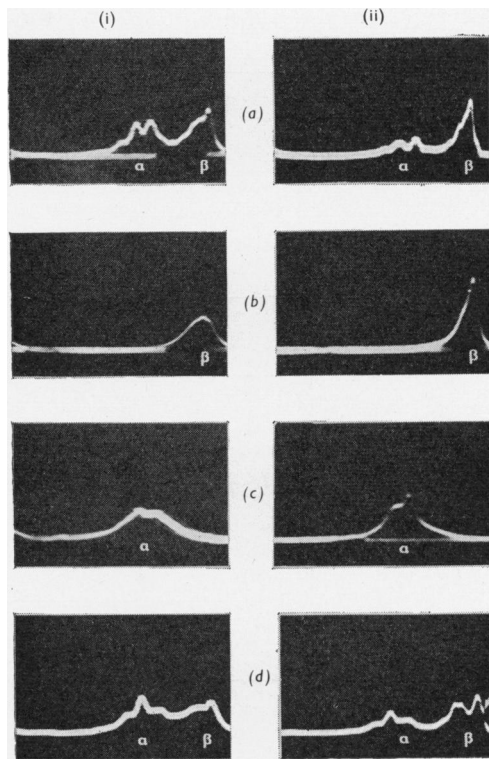 (i) (ii)
(a)
α β α β
(b)
β β
(c)
α α
(d)
α β α β